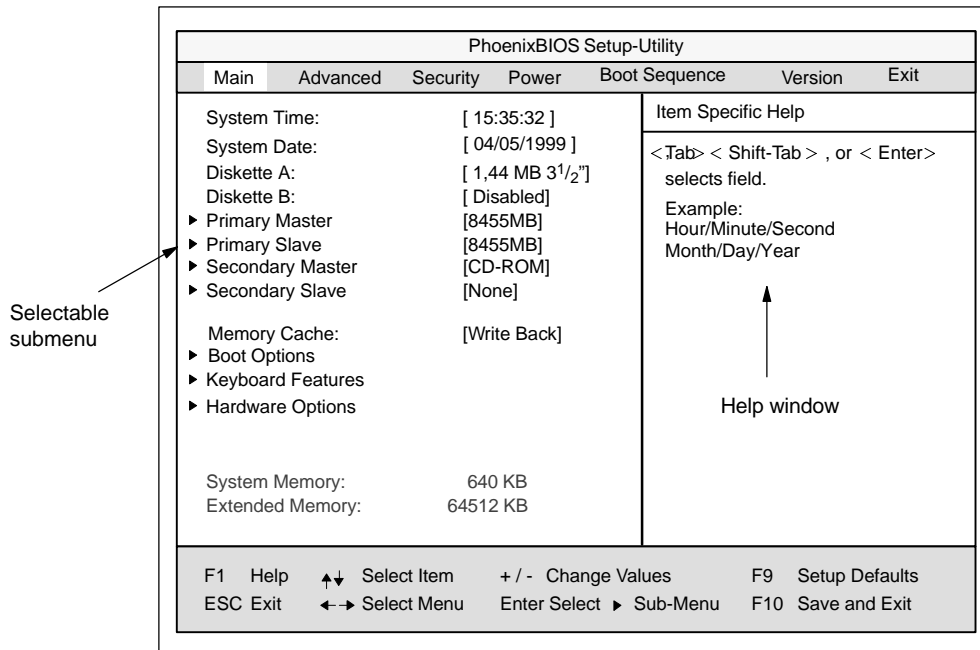 PhoenixBIOS Setup-Utility
Main Advanced Security Power Boot Sequence Version Exit
System Time: [ 15:35:32 ]
System Date: [ 04/05/1999 ]
Diskette A: [ 1,44 MB 3 1/2"]
Diskette B: [ Disabled]
Primary Master [8455MB]
Primary Slave [8455MB]
Secondary Master [CD-ROM]
Secondary Slave [None]
Memory Cache: [Write Back]
Boot Options
Keyboard Features
Hardware Options
System Memory: 640 KB
Extended Memory: 64512 KB
Item Specific Help
<Tab>, < Shift-Tab > , or < Enter>
selects field.
Example:
Hour/Minute/Second
Month/Day/Year
Selectable
submenu
Help window
F1 Help Select Item + / - Change Values F9 Setup Defaults
ESC Exit Select Menu Enter Select Sub-Menu F10 Save and Exit